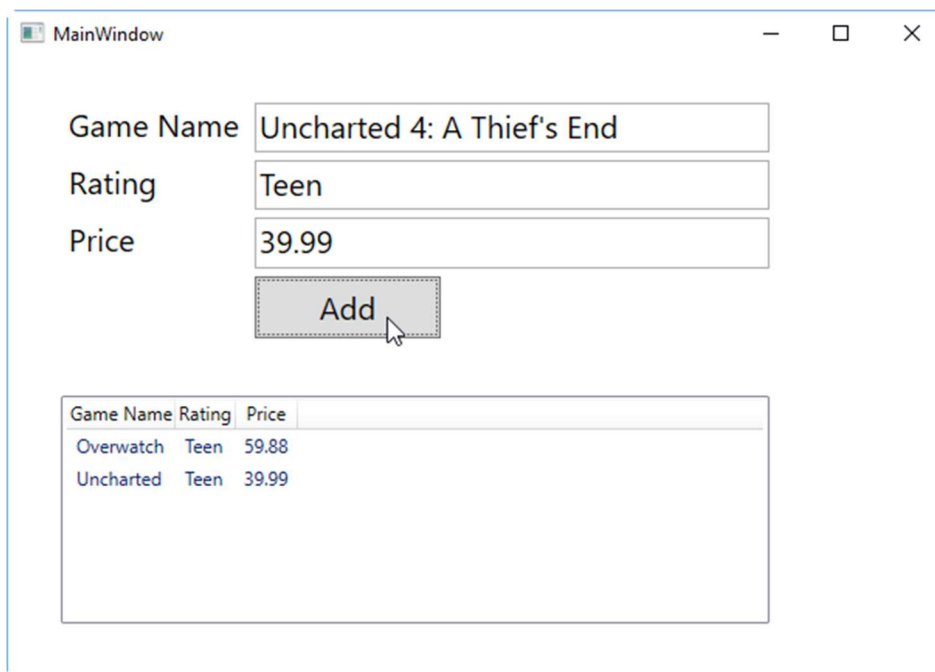 MainWindow
Game Name Uncharted 4: A Thief's End
Rating Teen
Price 39.99
Add
Game Name Rating Price
Overwatch Teen 59.88
Uncharted Teen 39.99